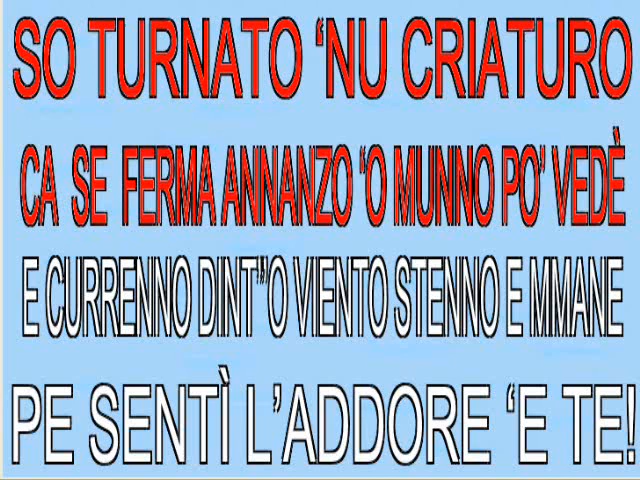 SO TURNATO ‘NU CRIATURO
CA SE FERMA ANNANZO “O MUNNO PO’ VEDÈ
E CURRENNO DINT”’O VIENTO STENNO E MMANE
PE SENTÌ L’ADDORE ‘E TE!